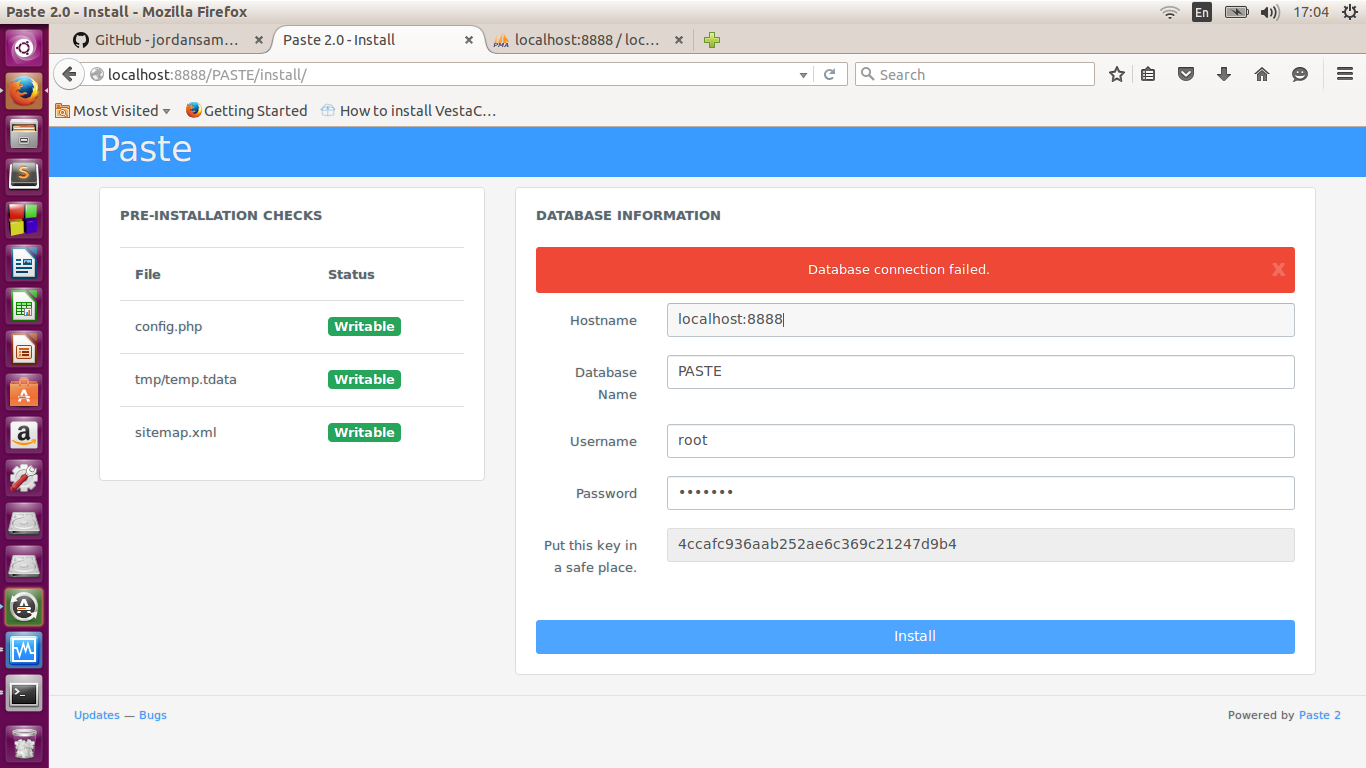 Paste 2.0 - Install - Mozilla Firefox
En
17:04
GitHub - jordansam...
Paste 2.0 - Install
PMA
localhost:8888 / loc...
localhost:8888/PASTE/install/
Search
Most Visited
Getting Started
How to install VestaC...
Paste
PRE-INSTALLATION CHECKS
File Status
config.php Writable
tmp/temp.tdata Writable
sitemap.xml Writable
DATABASE INFORMATION
Database connection failed.
x
Hostname
localhost:8888
Database
Name
PASTE
Username
root
Password
•••••••
Put this key in
a safe place.
4ccafc936aab252ae6c369c21247d9b4
Install
Updates — Bugs
Powered by Paste 2